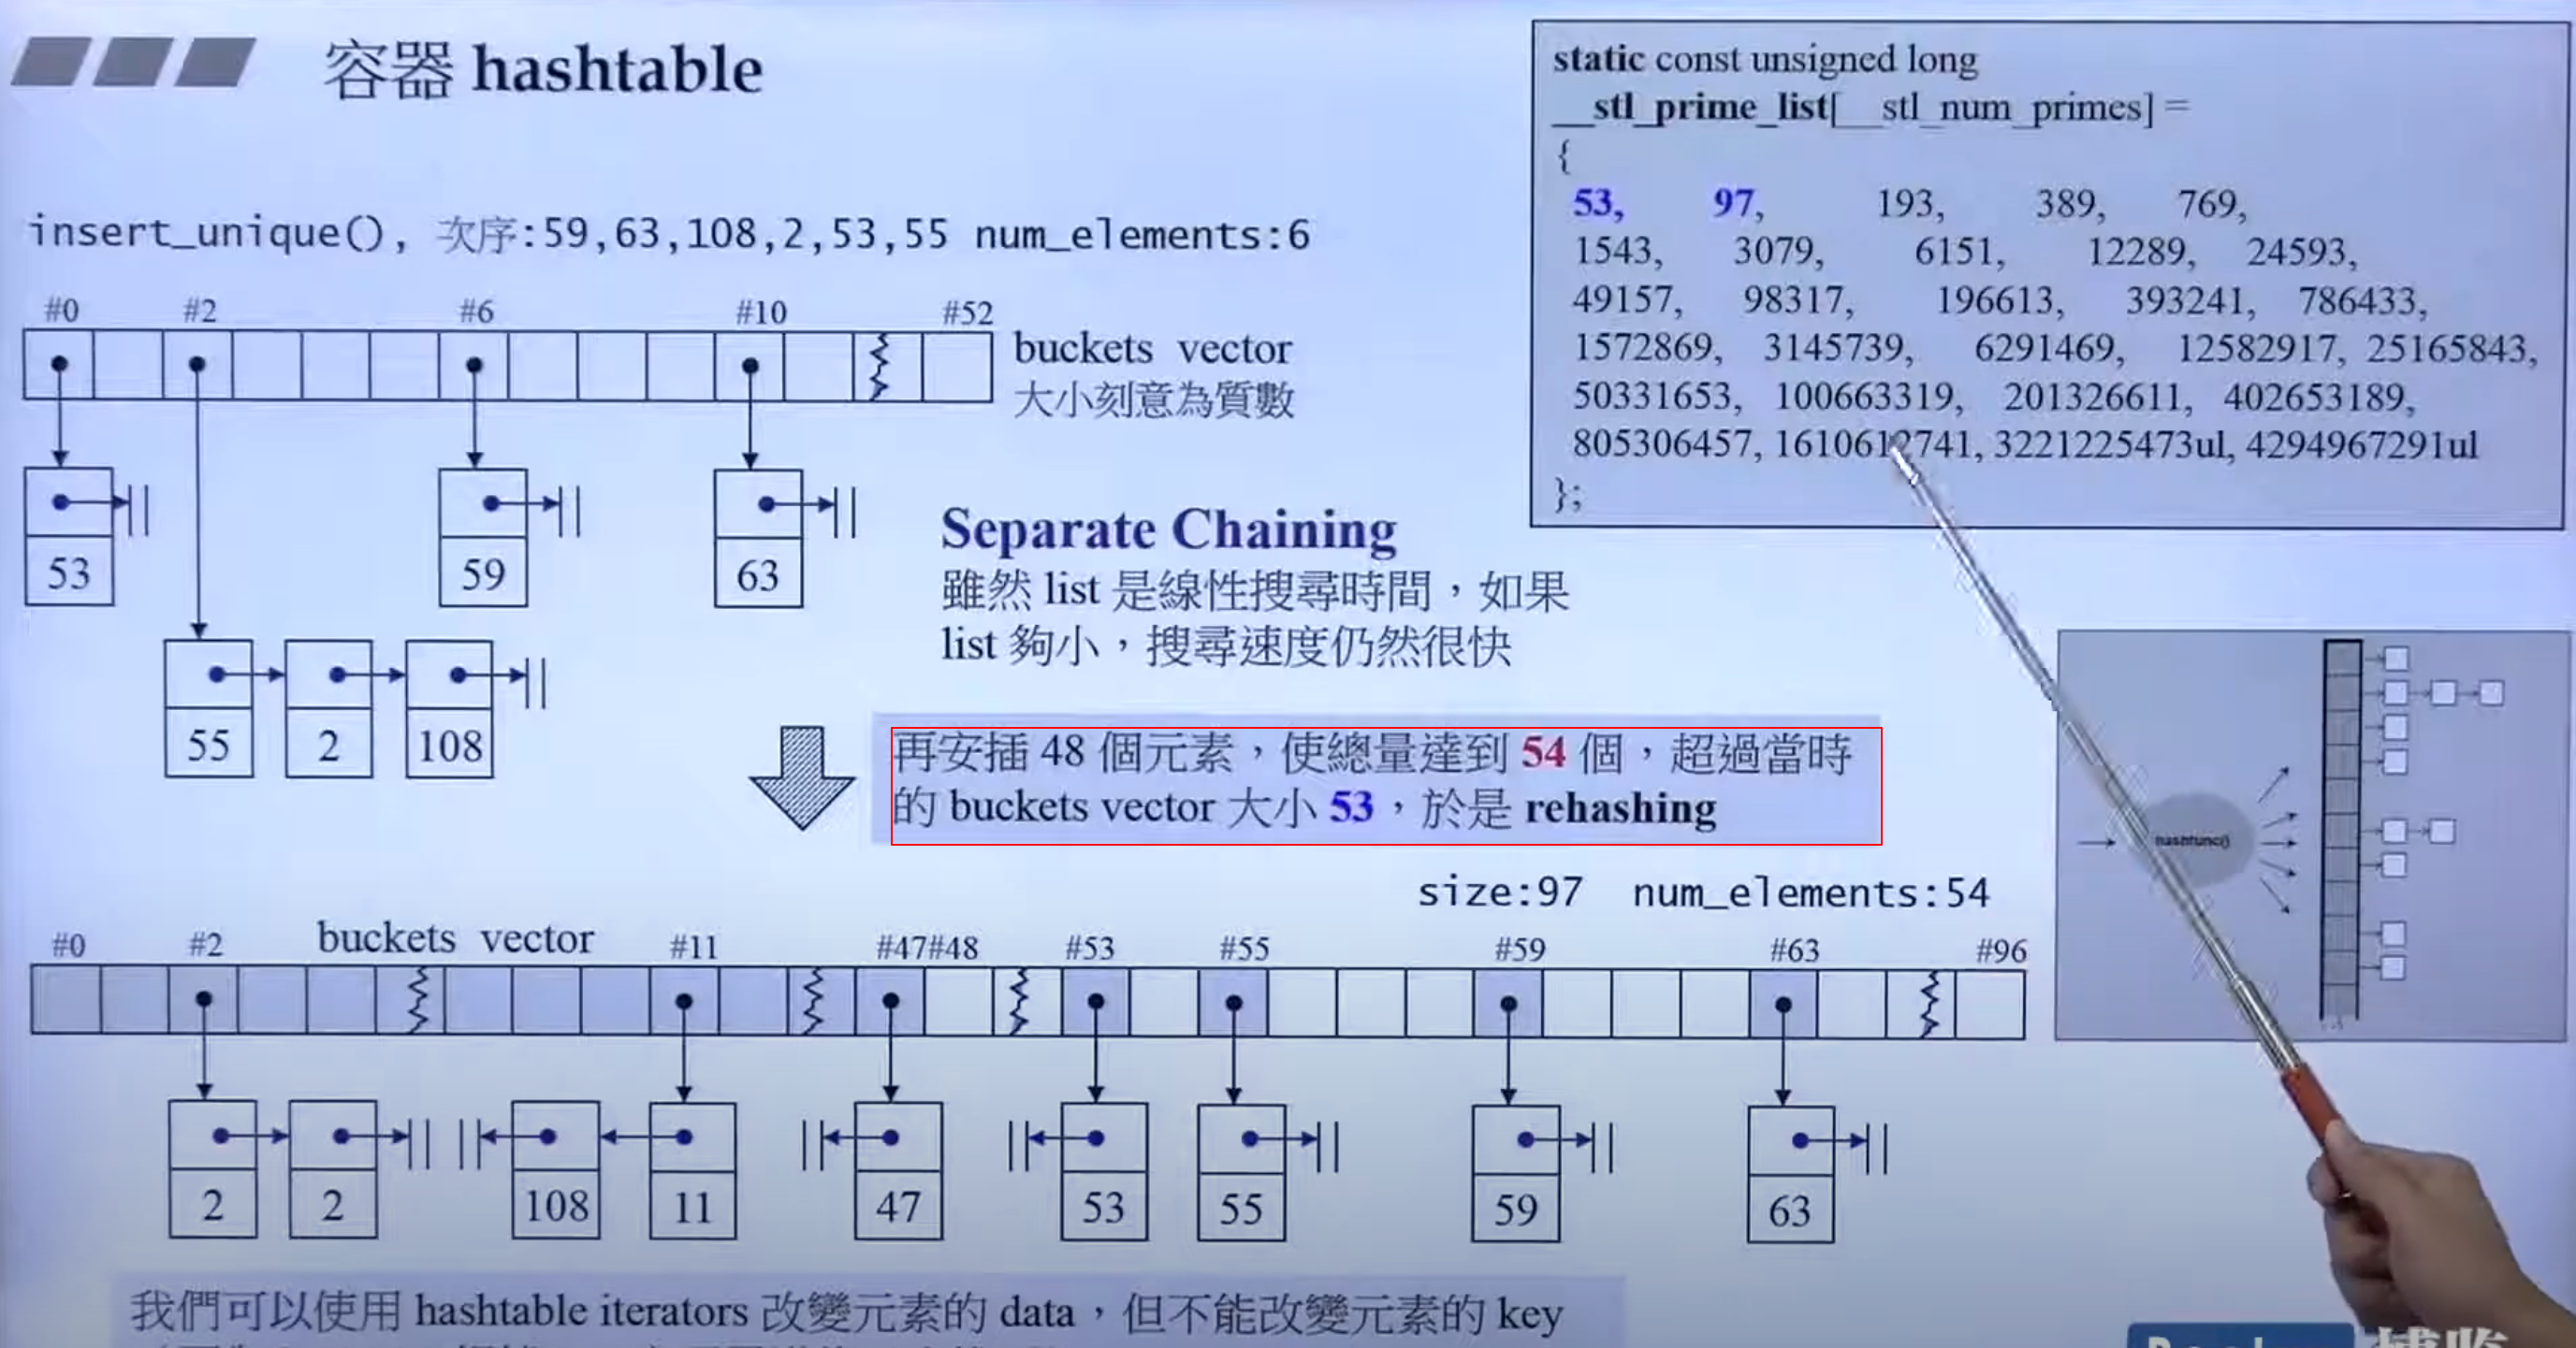 容器 hashtable
insert_unique(), 次序:59,63,108,2,53,55 num_elements:6
#0 #2 #6 #10 #52
buckets vector
大小刻意為質數
53 59 63
55 2 108
static const unsigned long
__stl_prime_list[__stl_num_primes] =
{
53, 97, 193, 389, 769,
1543, 3079, 6151, 12289, 24593,
49157, 98317, 196613, 393241, 786433,
1572869, 3145739, 6291469, 12582917, 25165843,
50331653, 100663319, 201326611, 402653189,
805306457, 1610612741, 3221225473ul, 4294967291ul
};
Separate Chaining
雖然 list 是線性搜尋時間，如果
list 夠小，搜尋速度仍然很快
再安插 48 個元素，使總量達到 54 個，超過當時
的 buckets vector 大小 53，於是 rehashing
hashfunc()
size:97 num_elements:54
buckets vector
#0 #2 #11 #47#48 #53 #55 #59 #63 #96
2 2 108 11 47 53 55 59 63
我們可以使用 hashtable iterators 改變元素的 data，但不能改變元素的 key